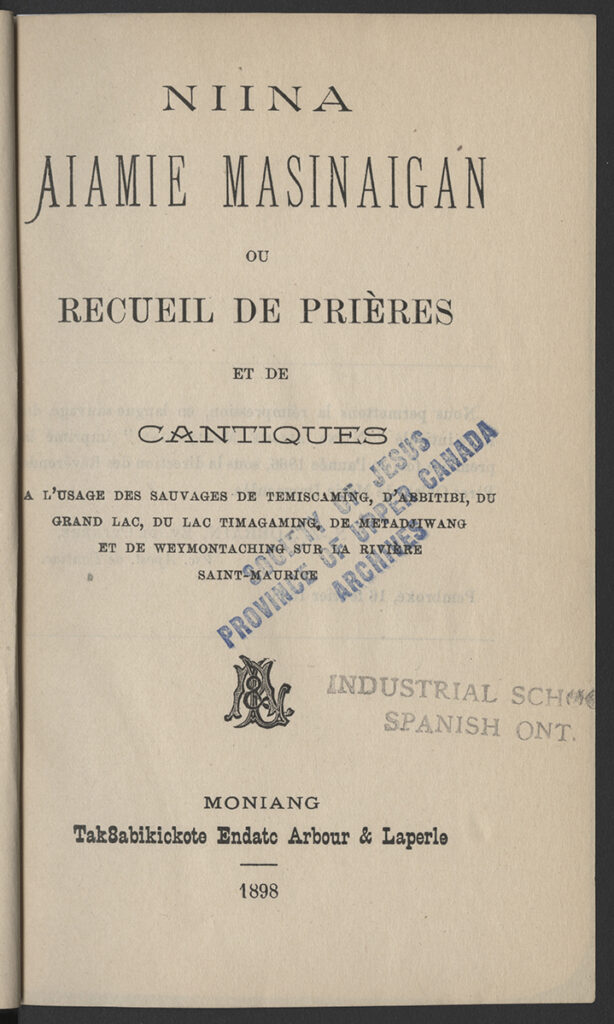 NIINA
AIAMIE MASINAIGAN
OU
RECUEIL DE PRIÈRES
ET DE
CANTIQUES
A L'USAGE DES SAUVAGES DE TEMISCAMING, D'ABBITIBI, DU
GRAND LAC, DU LAC TIMAGAMING, DE METADJIWANG
ET DE WEYMONTACHING SUR LA RIVIÈRE
SAINT-MAURICE
SOCIETY OF JESUS
PROVINCE OF UPPER CANADA
ARCHIVES
INDUSTRIAL
SPANISH ONT.
MONIANG
Tak8abikickote Endatc Arbour & Laperle
1898